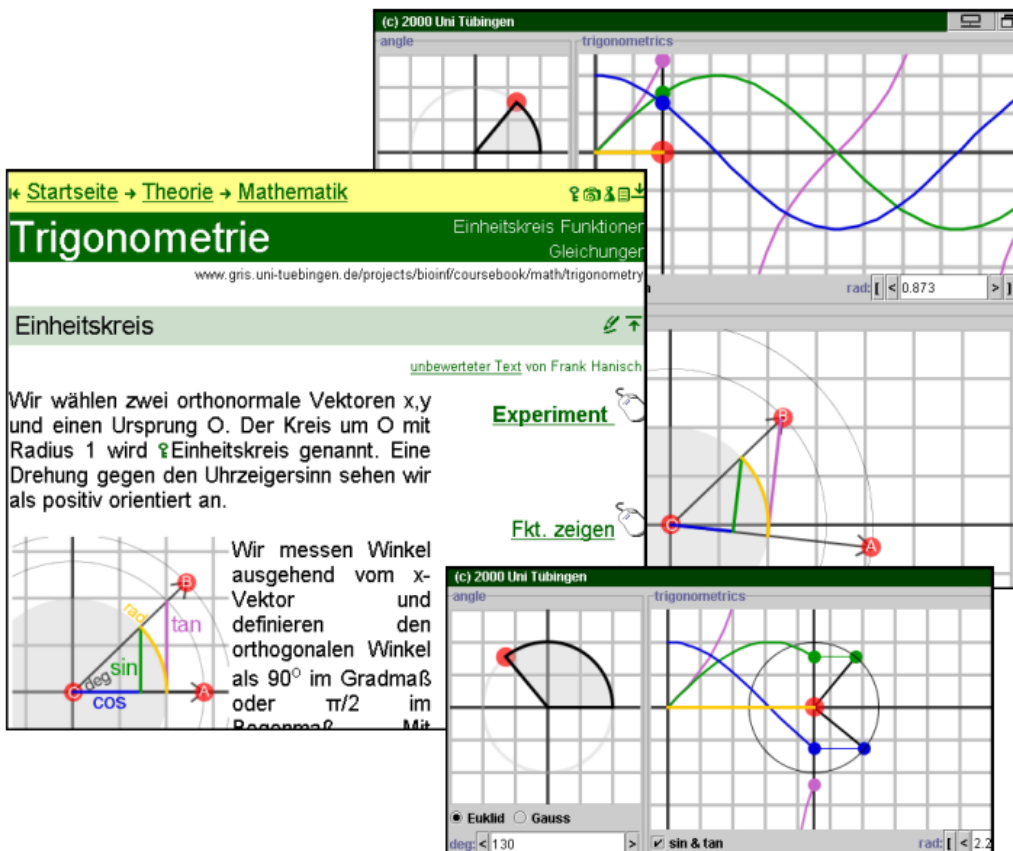 (c) 2000 Uni Tübingen
angle
trigonometrics
rad: [ < 0.873 > ]
Startseite → Theorie → Mathematik
Trigonometrie
Einheitskreis Funktioner
Gleichunger
www.gris.uni-tuebingen.de/projects/bioinf/coursebook/math/trigonometry
Einheitskreis
unbewerteter Text von Frank Hanisch
Wir wählen zwei orthonormale Vektoren x,y
und einen Ursprung O. Der Kreis um O mit
Radius 1 wird Einheitskreis genannt. Eine
Drehung gegen den Uhrzeigersinn sehen wir
als positiv orientiert an.
Experiment
Fkt. zeigen
Wir messen Winkel
ausgehend vom x-
Vektor und
definieren den
orthogonalen Winkel
als 90° im Gradmaß
oder π/2 im
Bogenmaß. Mit
B
rad
tan
sin
deg
C
A
cos
B
C
A
(c) 2000 Uni Tübingen
angle
trigonometrics
Euklid Gauss
deg: < 130 >
sin & tan
rad: [ < 2.2